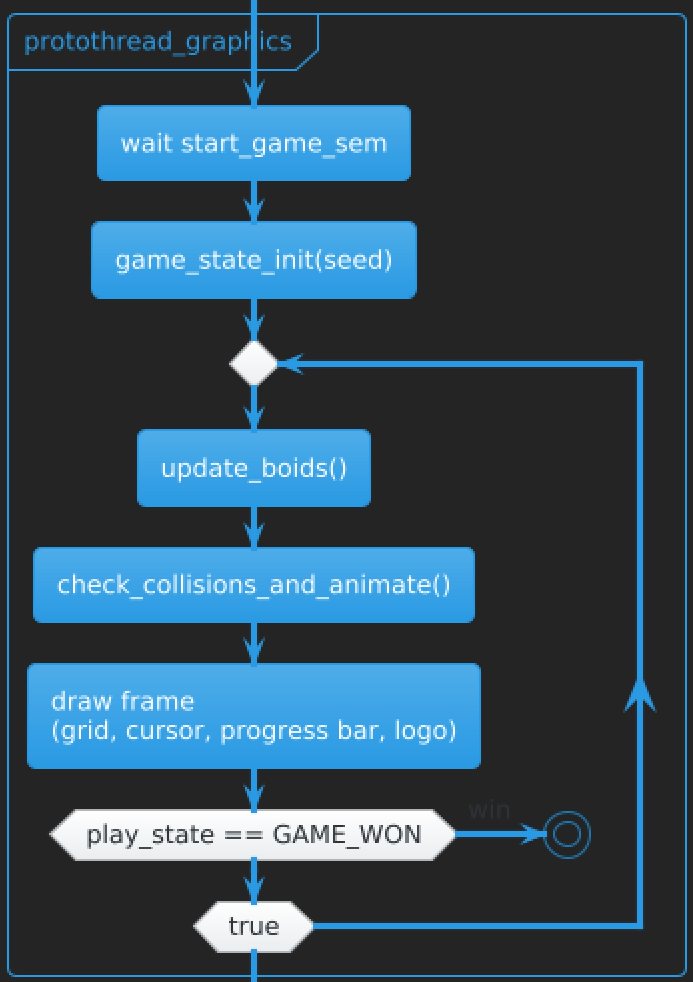 protothread_graphics
wait start_game_sem
game_state_init(seed)
update_boids()
check_collisions_and_animate()
draw frame
(grid, cursor, progress bar, logo)
win
play_state == GAME_WON
true